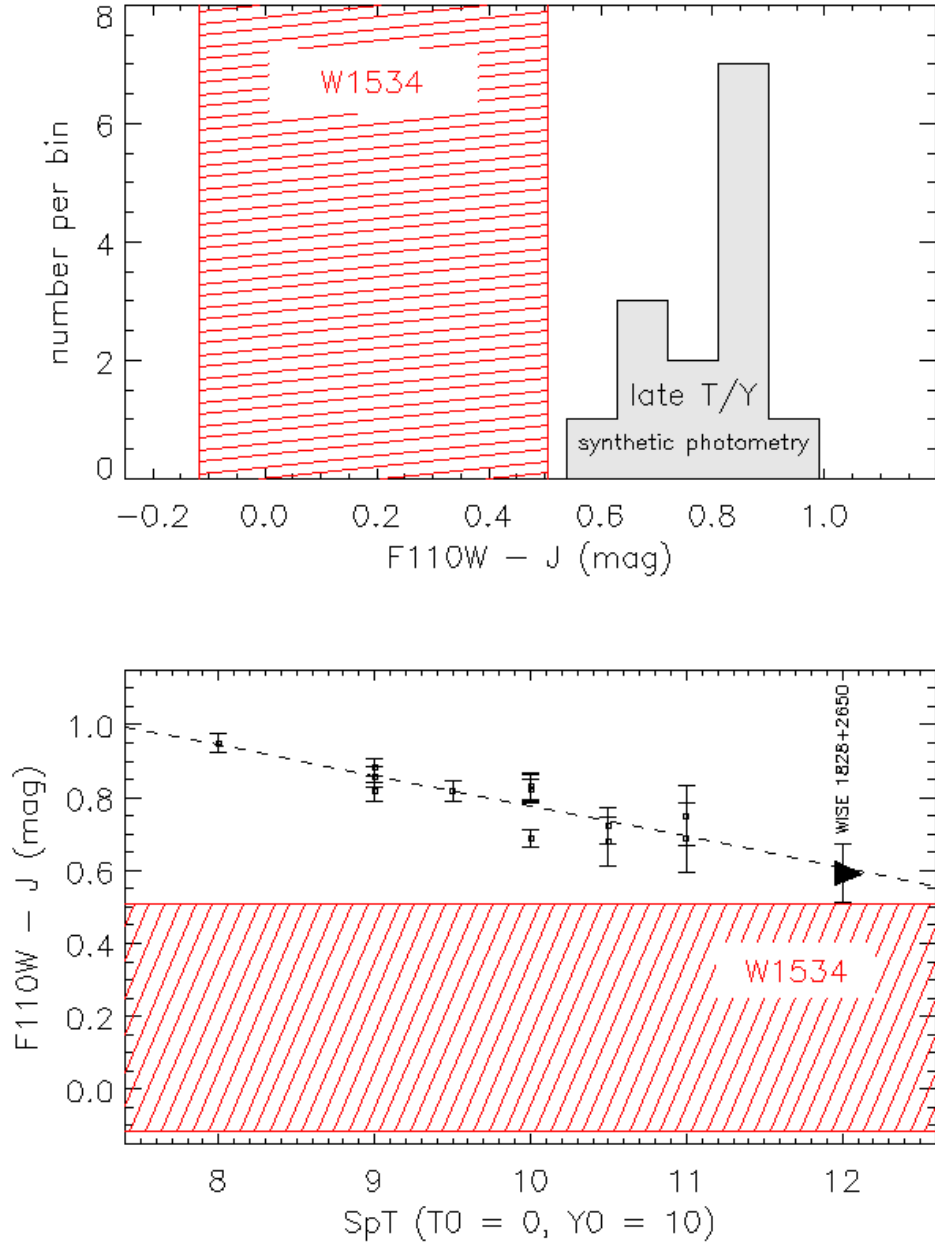 8
6
4
2
0
number per bin
W1534
late T/Y
synthetic photometry
−0.2 0.0 0.2 0.4 0.6 0.8 1.0
F110W − J (mag)
1.0
0.8
0.6
0.4
0.2
0.0
F110W − J (mag)
WISE 1828+2650
W1534
8 9 10 11 12
SpT (T0 = 0, Y0 = 10)